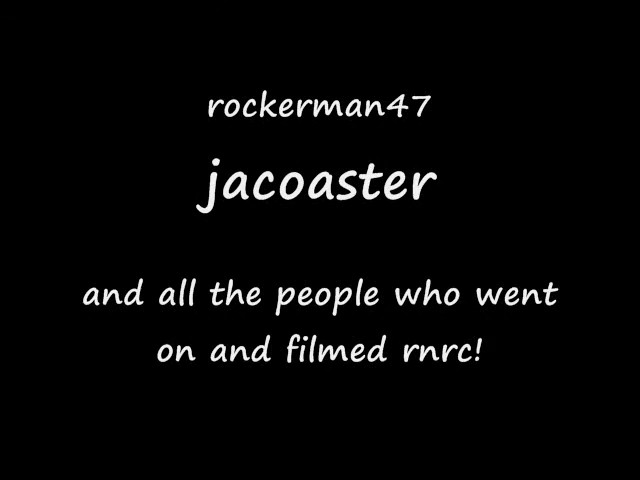 rockerman47
jacoaster
and all the people who went
on and filmed rnrc!